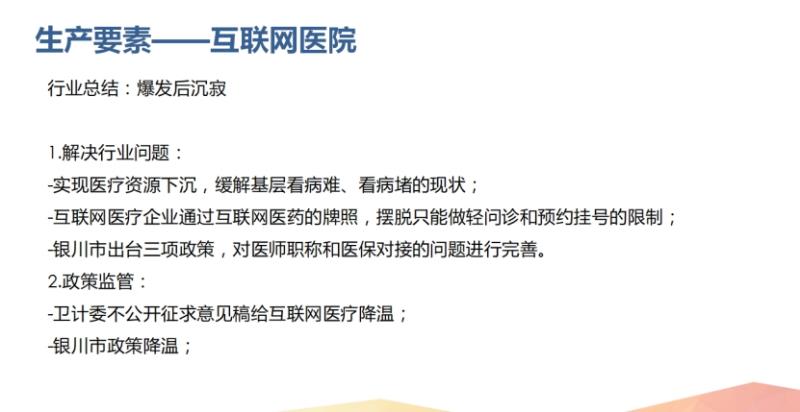 生产要素——互联网医院
行业总结：爆发后沉寂
1.解决行业问题：
-实现医疗资源下沉，缓解基层看病难、看病堵的现状；
-互联网医疗企业通过互联网医药的牌照，摆脱只能做轻问诊和预约挂号的限制；
-银川市出台三项政策，对医师职称和医保对接的问题进行完善。
2.政策监管：
-卫计委不公开征求意见稿给互联网医疗降温；
-银川市政策降温；